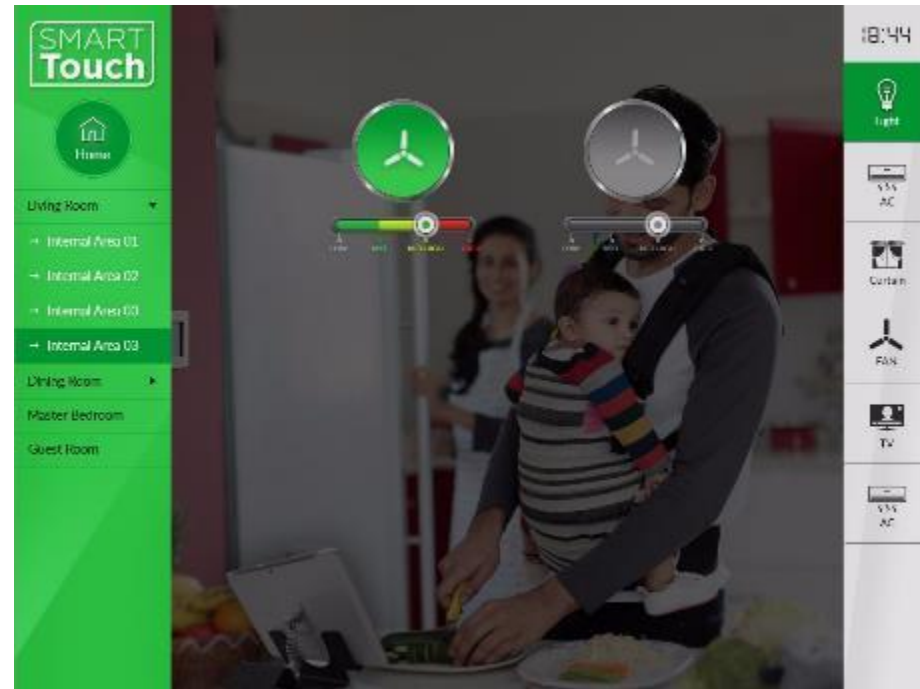 SMART
Touch
Home
Living Room
→ Internal Area 01
→ Internal Area 02
→ Internal Area 03
→ Internal Area 03
Dining Room
Master Bedroom
Guest Room
18:44
Light
AC
Curtain
FAN
TV
AC